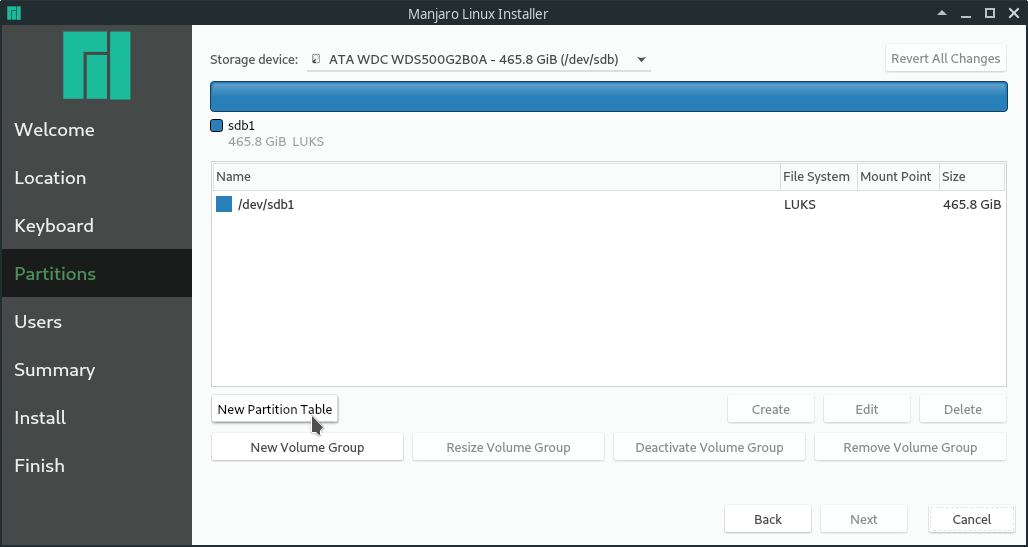 Manjaro Linux Installer
Welcome
Location
Keyboard
Partitions
Users
Summary
Install
Finish
Storage device: ATA WDC WDS500G2B0A - 465.8 GiB (/dev/sdb) Revert All Changes
sdb1
465.8 GiB LUKS
Name File System Mount Point Size
/dev/sdb1 LUKS 465.8 GiB
New Partition Table Create Edit Delete
New Volume Group Resize Volume Group Deactivate Volume Group Remove Volume Group
Back Next Cancel